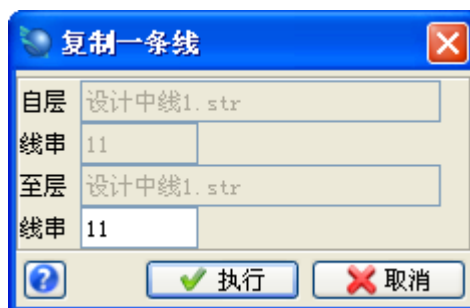 复制一条线
自层 设计中线1.str
线串 11
至层 设计中线1.str
线串 11
执行 取消